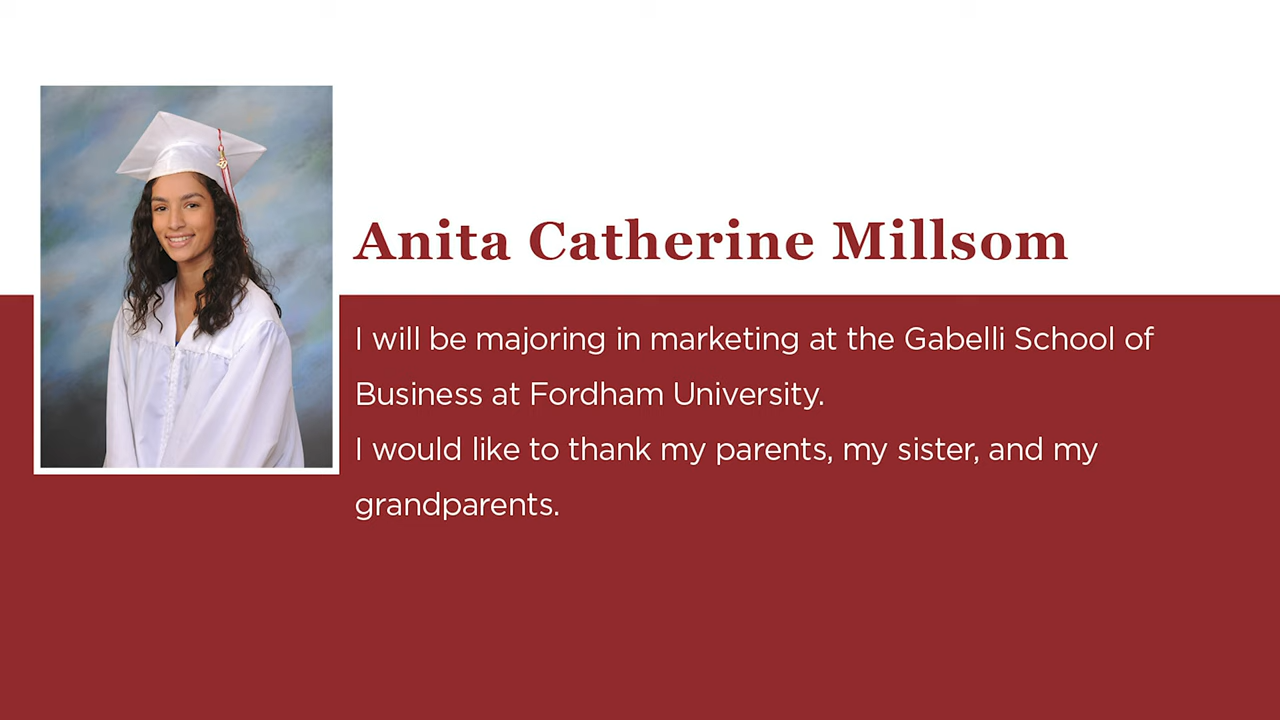 Anita Catherine Millsom
I will be majoring in marketing at the Gabelli School of
Business at Fordham University.
I would like to thank my parents, my sister, and my
grandparents.